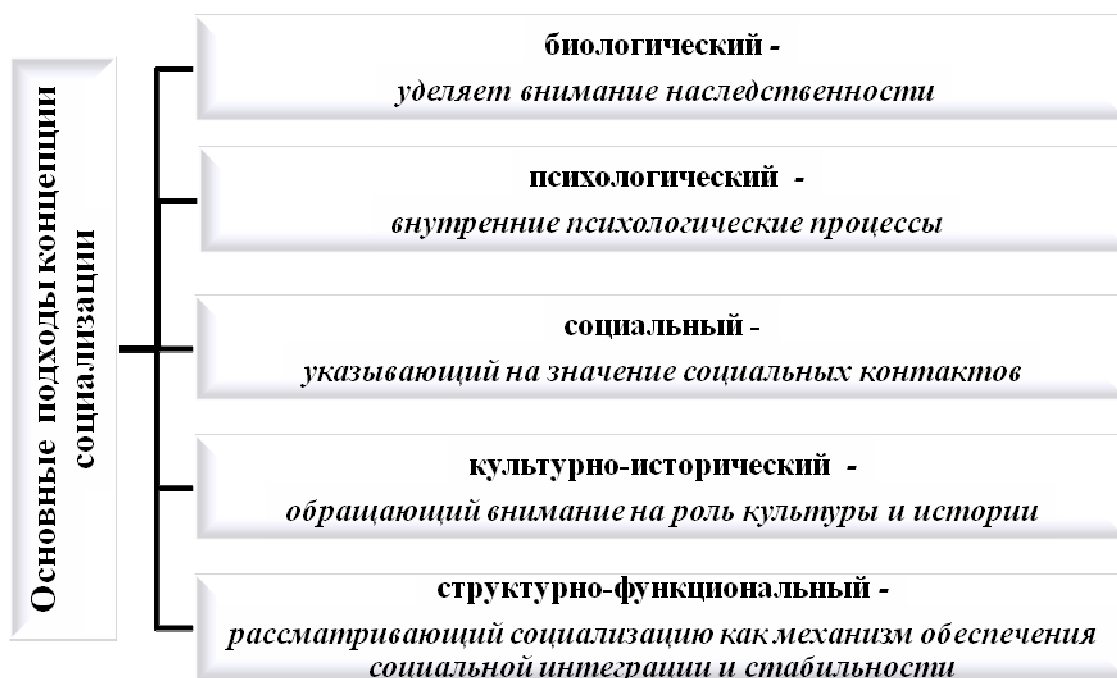 Основные подходы концепции
социализации
биологический -
уделяет внимание наследственности
психологический -
внутренние психологические процессы
социальный -
указывающий на значение социальных контактов
культурно-исторический -
обращающий внимание на роль культуры и истории
структурно-функциональный -
рассматривающий социализацию как механизм обеспечения
социальной интеграции и стабильности